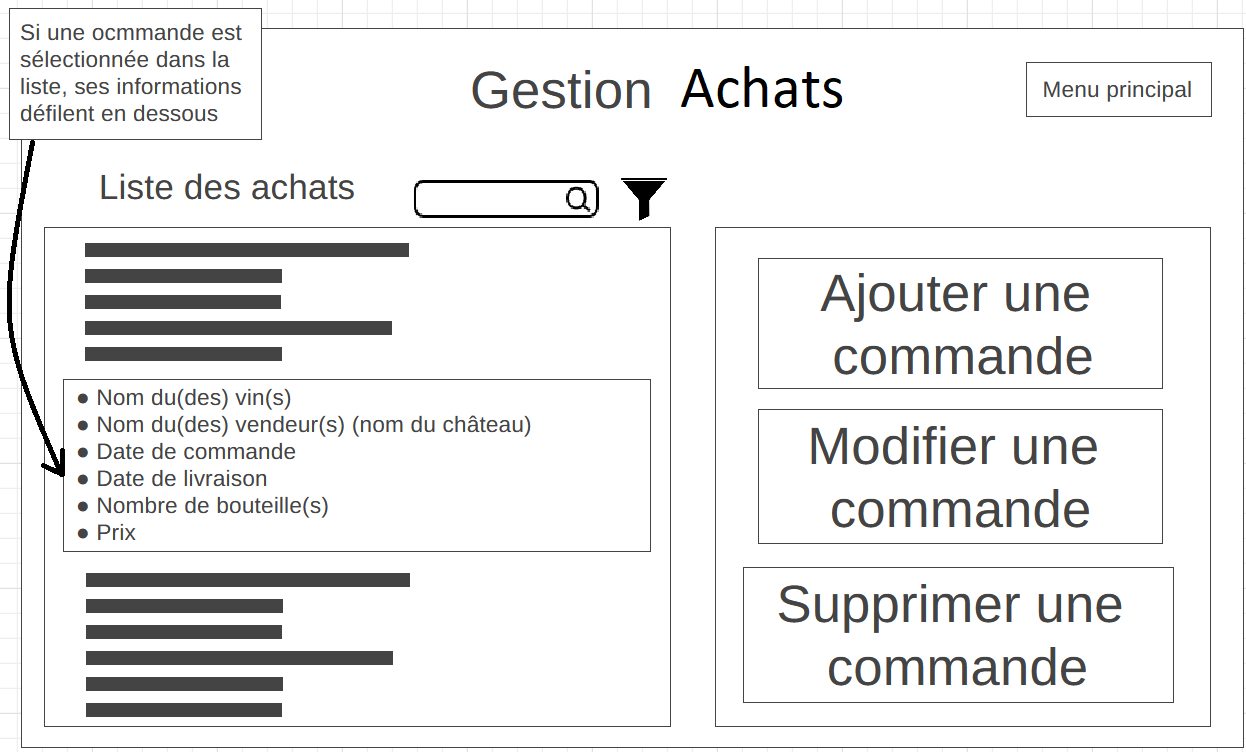 Si une ocmmande est
sélectionnée dans la
liste, ses informations
défilent en dessous
Gestion Achats
Menu principal
Liste des achats
● Nom du(des) vin(s)
● Nom du(des) vendeur(s) (nom du château)
● Date de commande
● Date de livraison
● Nombre de bouteille(s)
● Prix
Ajouter une
commande
Modifier une
commande
Supprimer une
commande